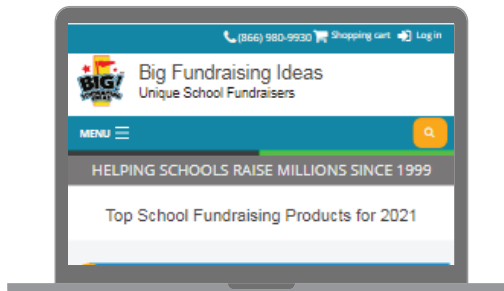 (866) 980-9930 Shopping cart Log in
BIG!
Big Fundraising Ideas
Unique School Fundraisers
MENU
HELPING SCHOOLS RAISE MILLIONS SINCE 1999
Top School Fundraising Products for 2021